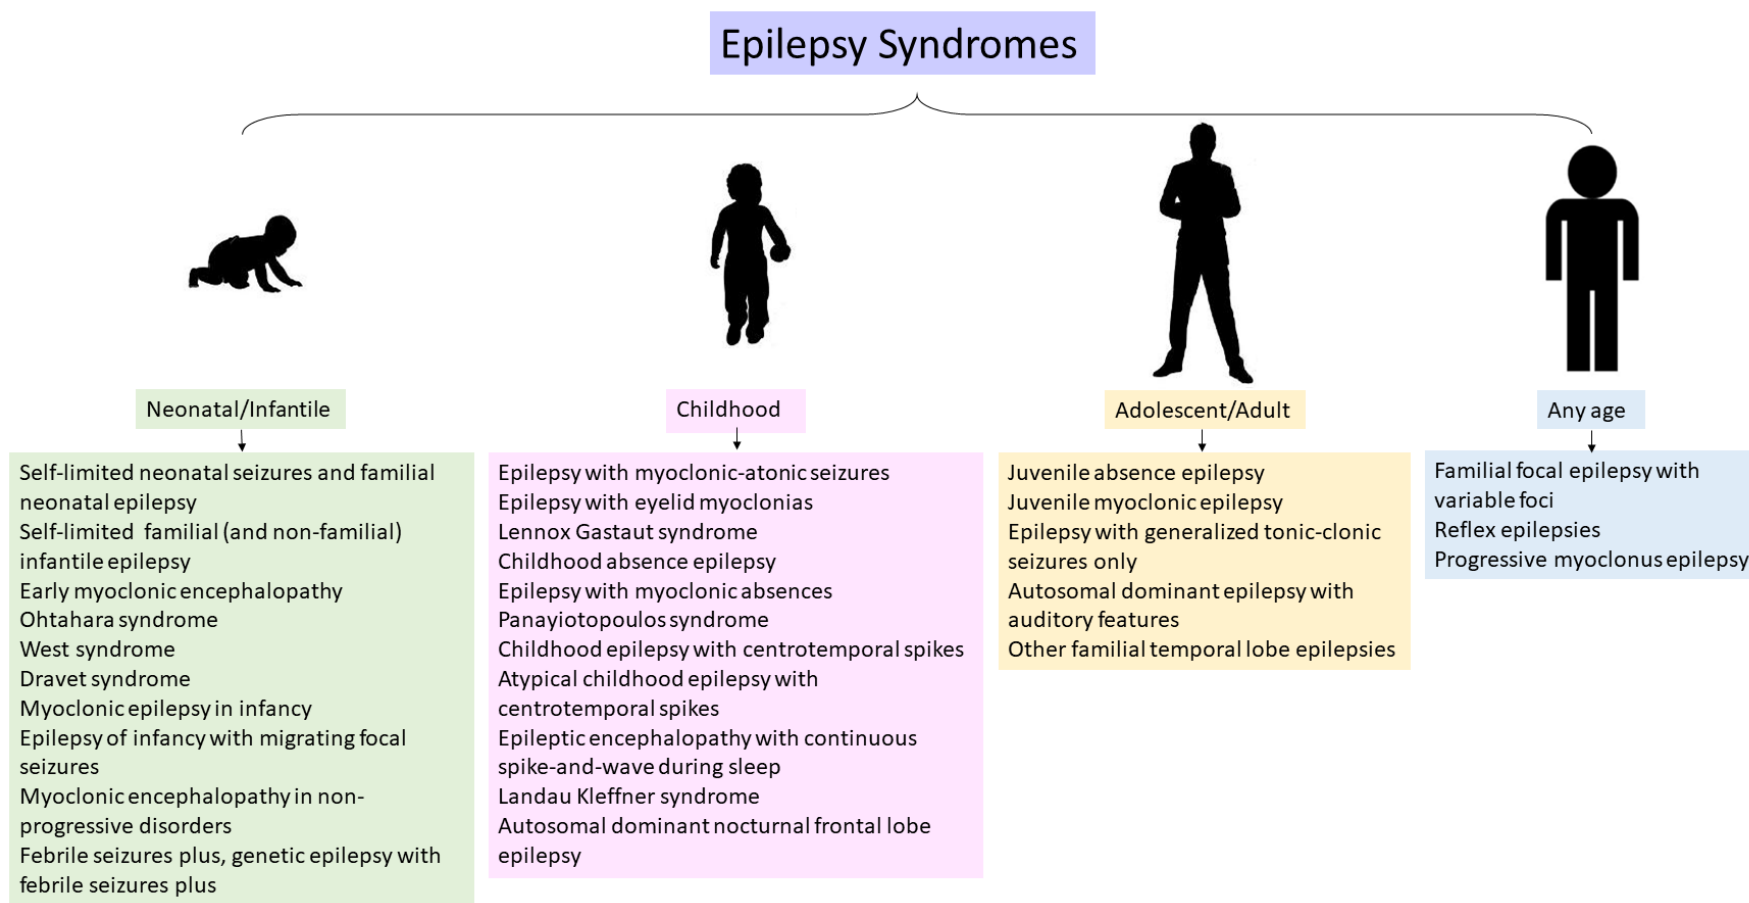 Epilepsy Syndromes
Neonatal/Infantile
Self-limited neonatal seizures and familial
neonatal epilepsy
Self-limited familial (and non-familial)
infantile epilepsy
Early myoclonic encephalopathy
Ohtahara syndrome
West syndrome
Dravet syndrome
Myoclonic epilepsy in infancy
Epilepsy of infancy with migrating focal
seizures
Myoclonic encephalopathy in non-
progressive disorders
Febrile seizures plus, genetic epilepsy with
febrile seizures plus
Childhood
Epilepsy with myoclonic-atonic seizures
Epilepsy with eyelid myoclonias
Lennox Gastaut syndrome
Childhood absence epilepsy
Epilepsy with myoclonic absences
Panayiotopoulos syndrome
Childhood epilepsy with centrotemporal spikes
Atypical childhood epilepsy with
centrotemporal spikes
Epileptic encephalopathy with continuous
spike-and-wave during sleep
Landau Kleffner syndrome
Autosomal dominant nocturnal frontal lobe
epilepsy
Adolescent/Adult
Juvenile absence epilepsy
Juvenile myoclonic epilepsy
Epilepsy with generalized tonic-clonic
seizures only
Autosomal dominant epilepsy with
auditory features
Other familial temporal lobe epilepsies
Any age
Familial focal epilepsy with
variable foci
Reflex epilepsies
Progressive myoclonus epilepsy